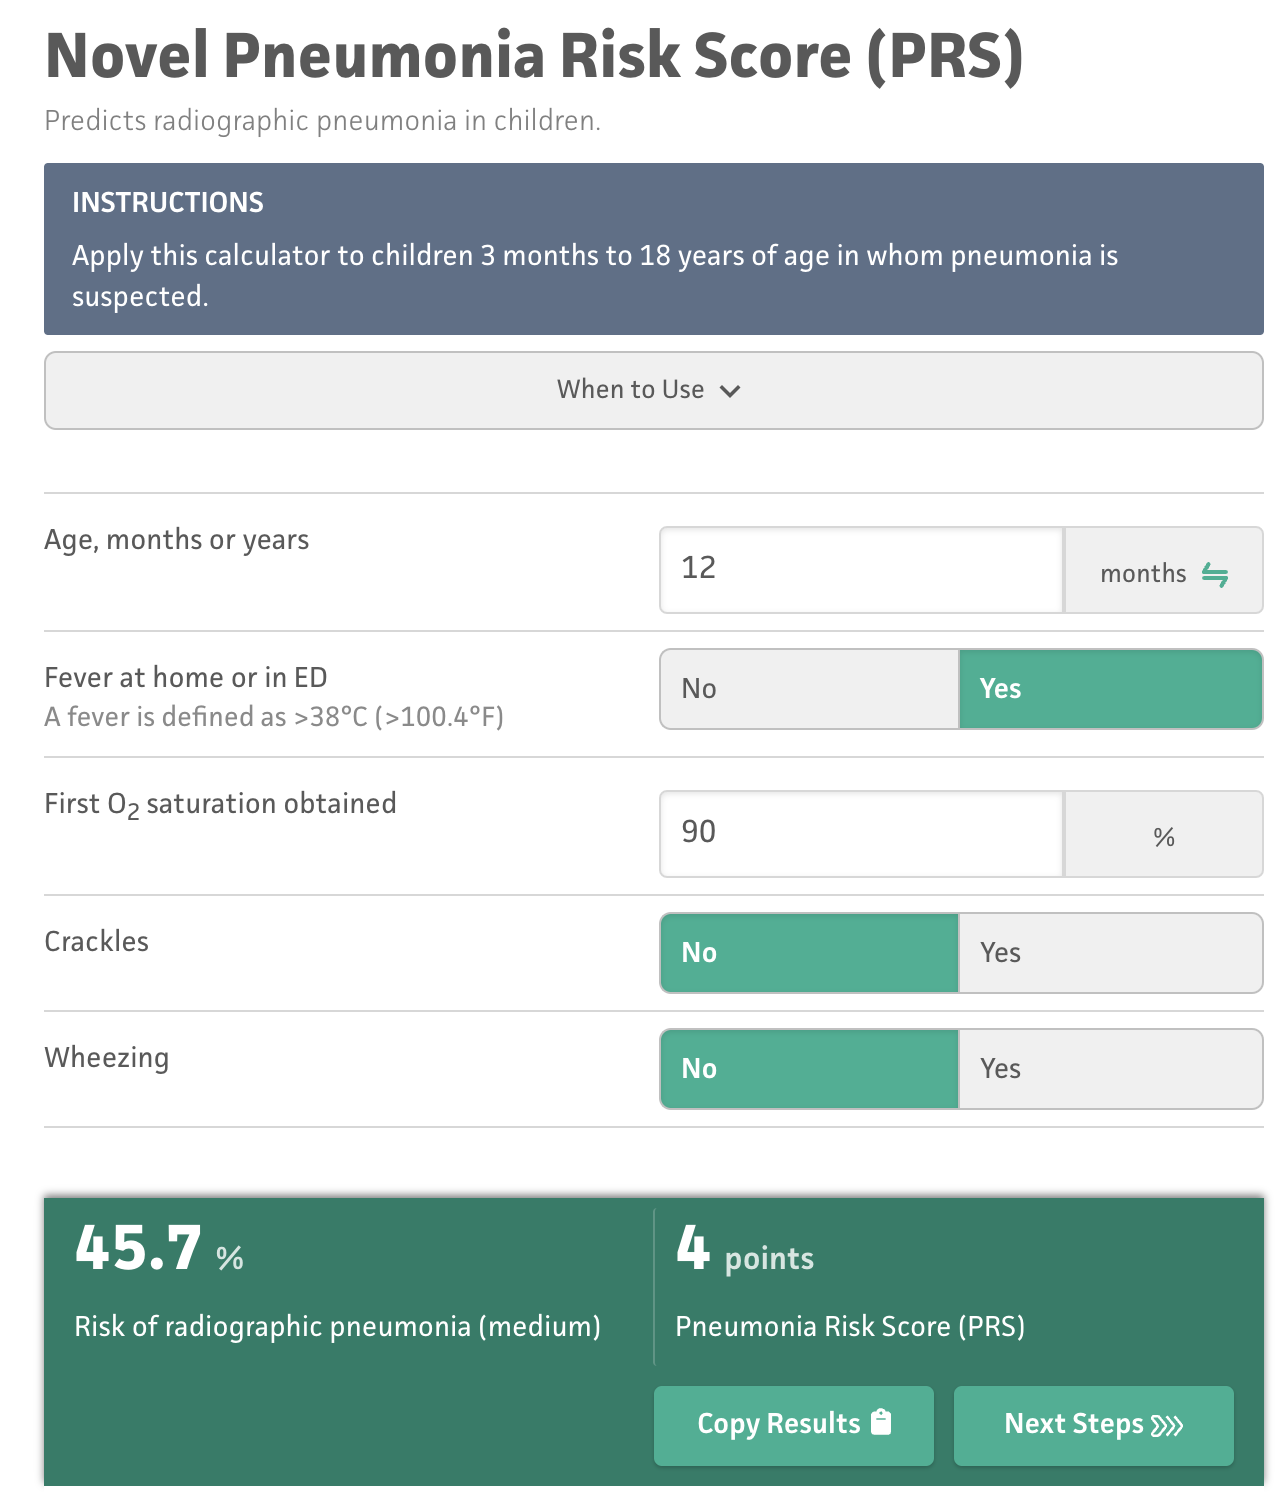 Novel Pneumonia Risk Score (PRS)
Predicts radiographic pneumonia in children.
INSTRUCTIONS
Apply this calculator to children 3 months to 18 years of age in whom pneumonia is
suspected.
When to Use
Age, months or years
12
months
Fever at home or in ED
A fever is defined as >38°C (>100.4°F)
No
Yes
First O₂ saturation obtained
90
%
Crackles
No
Yes
Wheezing
No
Yes
45.7 %
Risk of radiographic pneumonia (medium)
4 points
Pneumonia Risk Score (PRS)
Copy Results
Next Steps